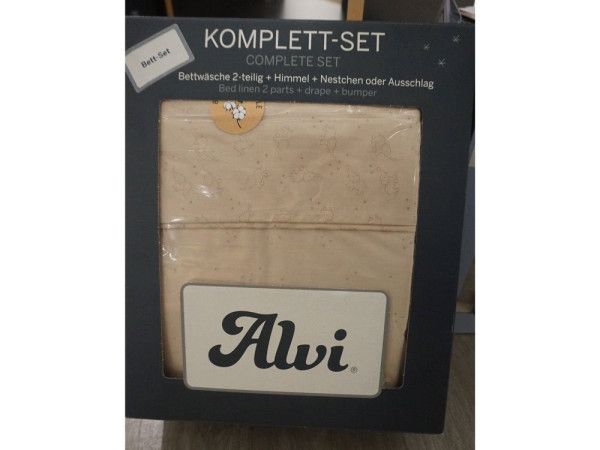 Bett-Set
KOMPLETT-SET
COMPLETE SET
Bettwäsche 2-teilig + Himmel + Nestchen oder Ausschlag
Bed linen 2 parts + drape + bumper
Alvi®